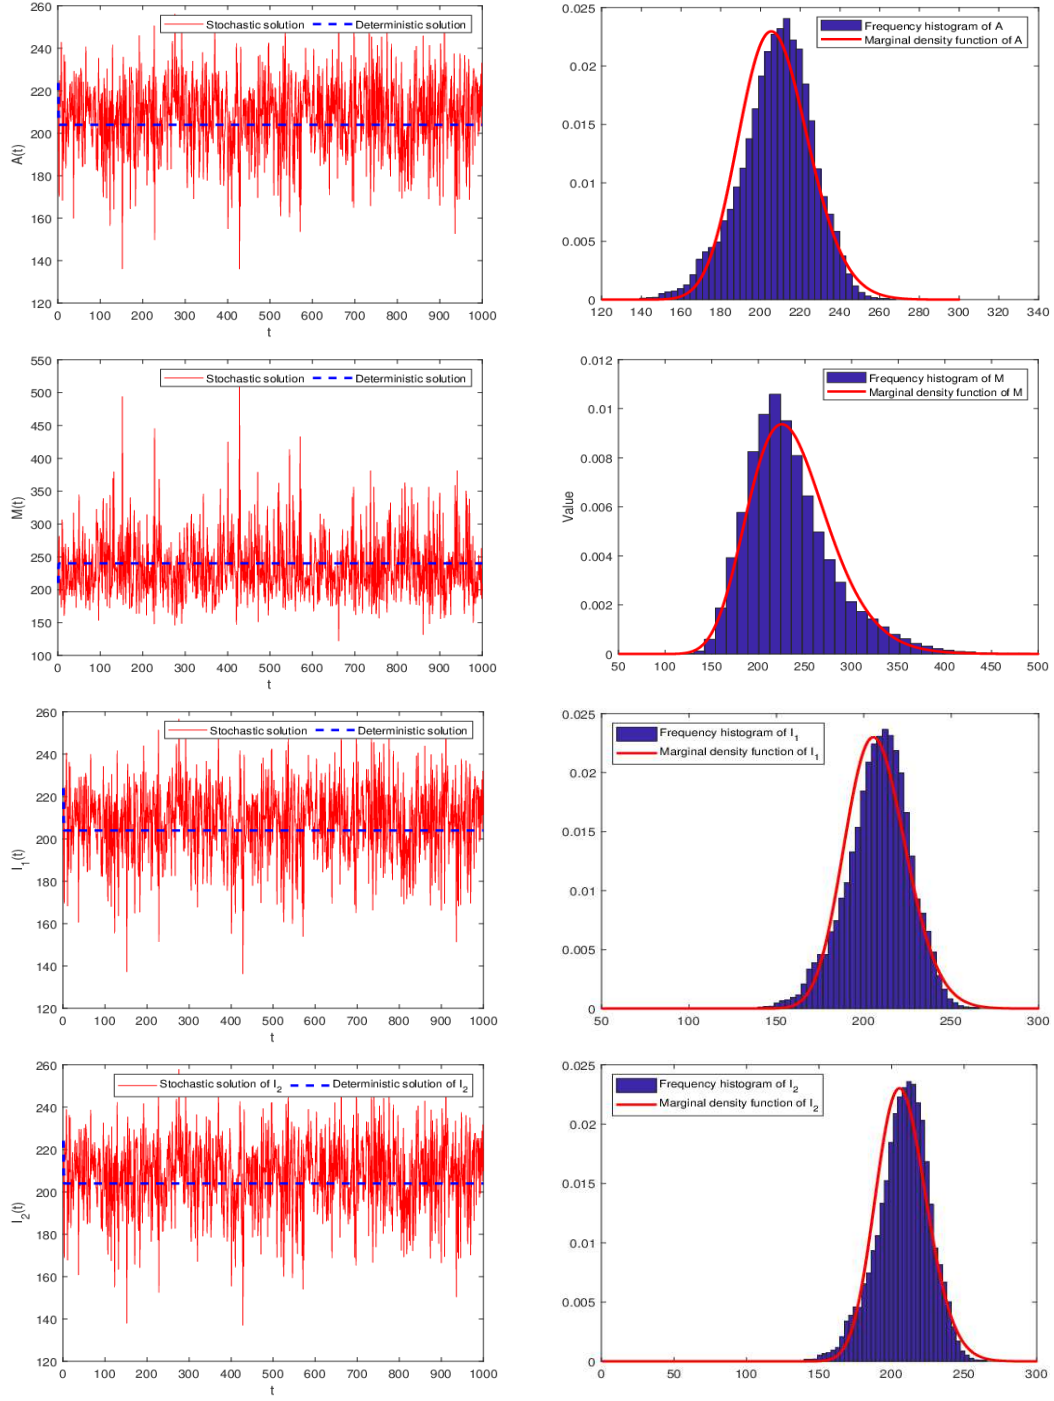 260
240
220
200
180
160
140
120
A(t)
0 100 200 300 400 500 600 700 800 900 1000
t
Stochastic solution Deterministic solution
0.025
0.02
0.015
0.01
0.005
0
120 140 160 180 200 220 240 260 280 300 320 340
Frequency histogram of A
Marginal density function of A
550
500
450
400
350
300
250
200
150
100
M(t)
0 100 200 300 400 500 600 700 800 900 1000
t
Stochastic solution Deterministic solution
0.012
0.01
0.008
0.006
0.004
0.002
0
Value
50 100 150 200 250 300 350 400 450 500
Frequency histogram of M
Marginal density function of M
260
240
220
200
180
160
140
120
I₁(t)
0 100 200 300 400 500 600 700 800 900 1000
t
Stochastic solution Deterministic solution
0.025
0.02
0.015
0.01
0.005
0
50 100 150 200 250 300
Frequency histogram of I₁
Marginal density function of I₁
260
240
220
200
180
160
140
120
I₂(t)
0 100 200 300 400 500 600 700 800 900 1000
t
Stochastic solution of I₂ Deterministic solution of I₂
0.025
0.02
0.015
0.01
0.005
0
0 50 100 150 200 250 300
Frequency histogram of I₂
Marginal density function of I₂